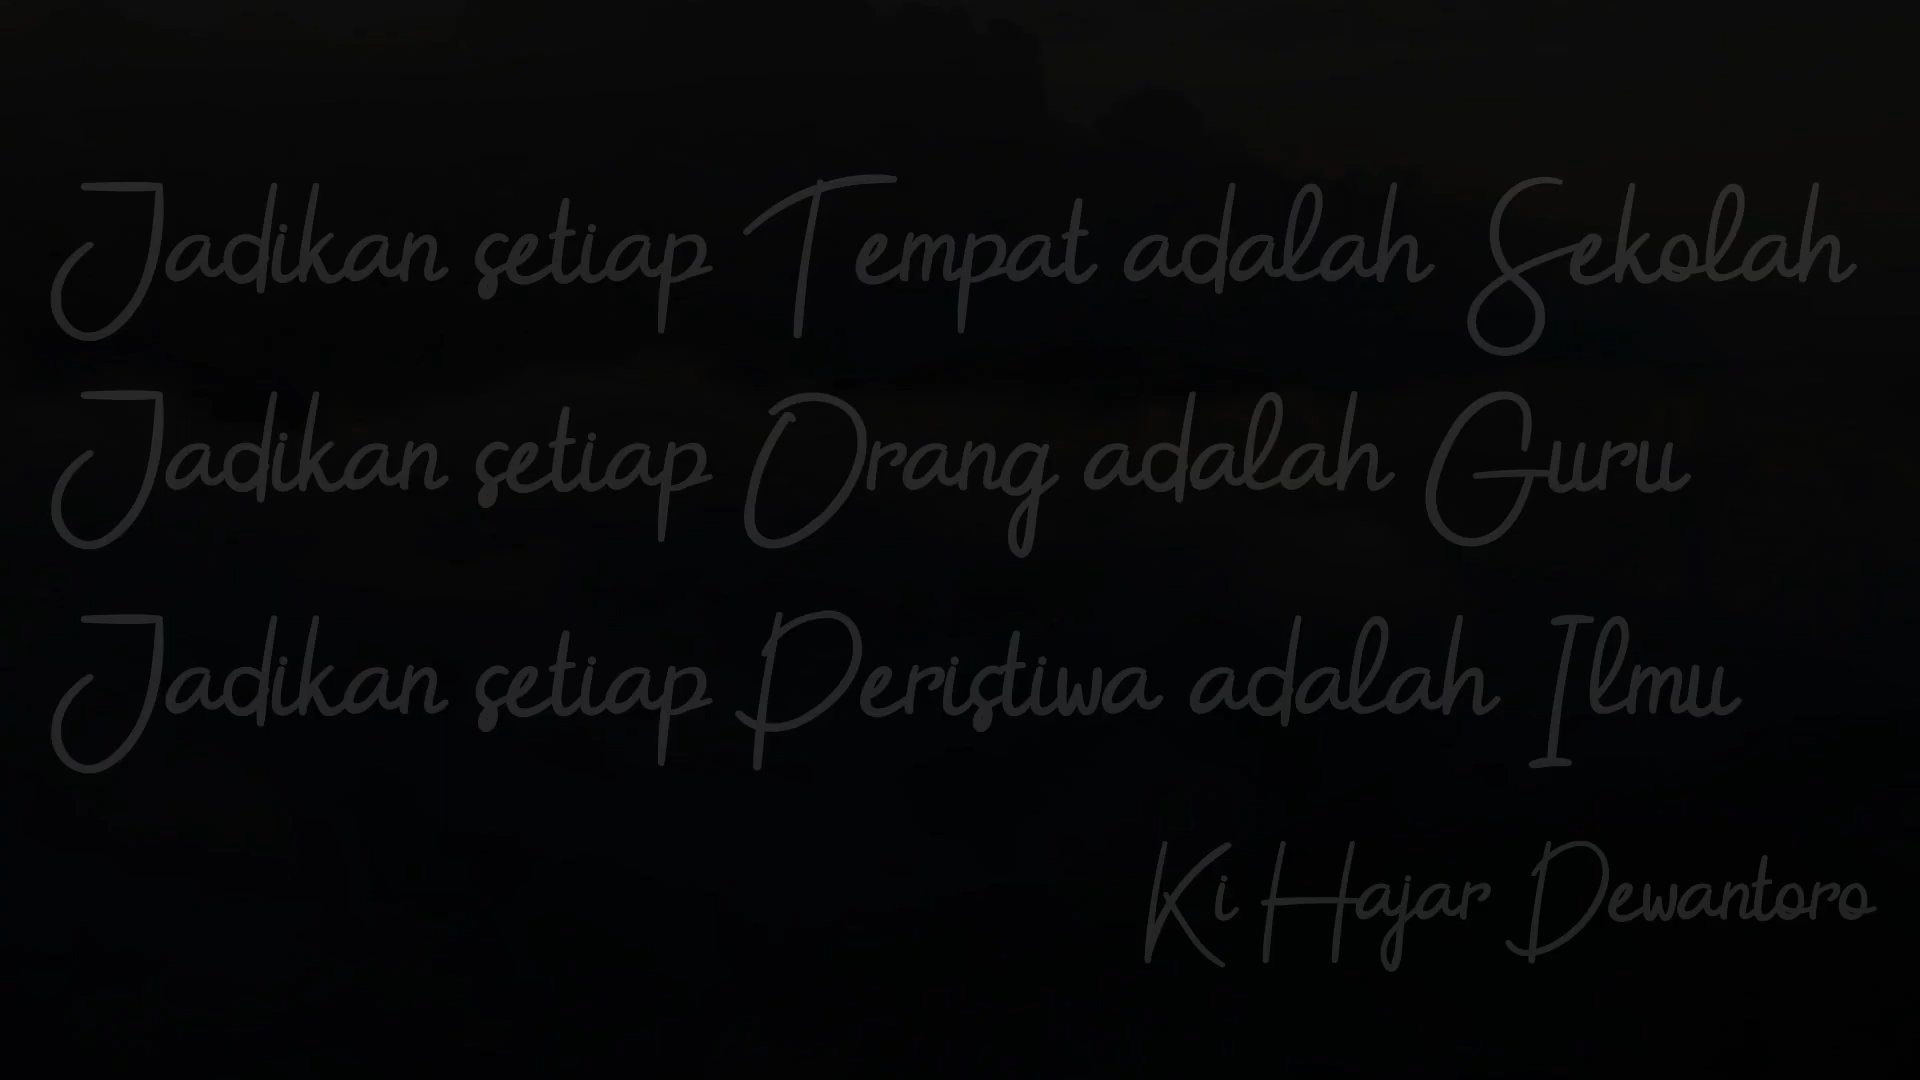 Jadikan setiap Tempat adalah Sekolah
Jadikan setiap Orang adalah Guru
Jadikan setiap Peristiwa adalah Ilmu
Ki Hajar Dewantoro